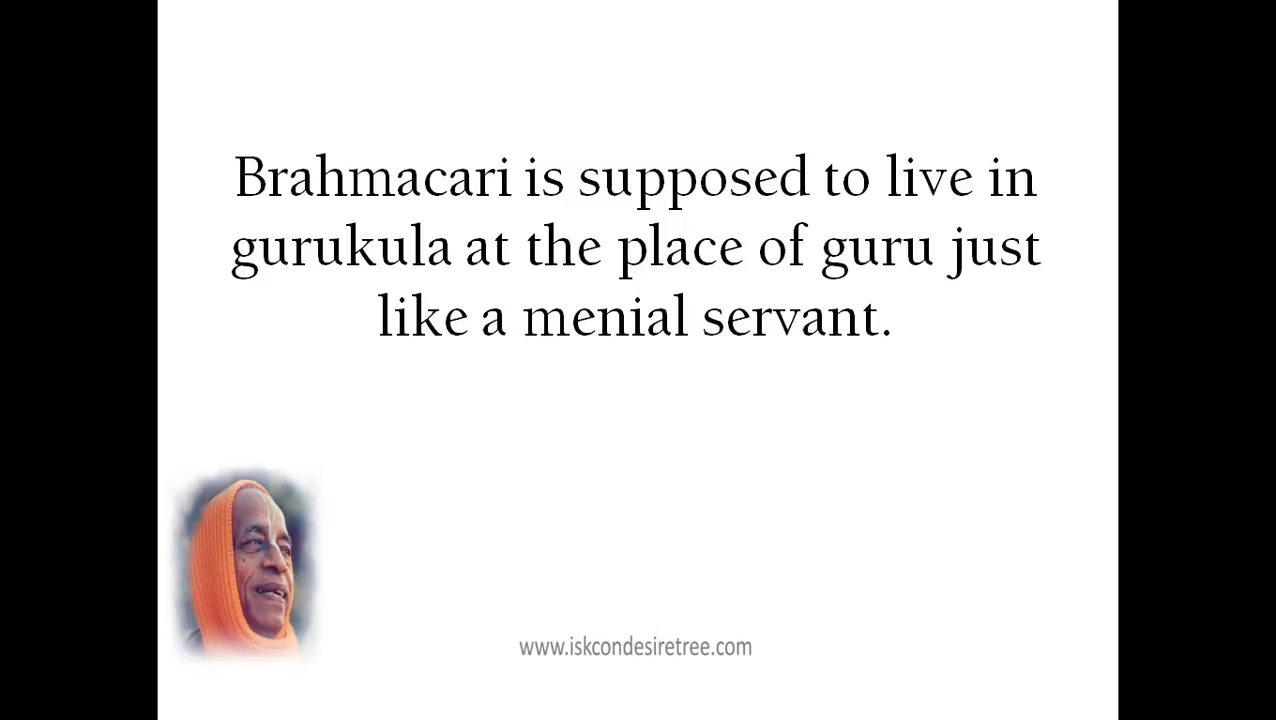 Brahmacari is supposed to live in
gurukula at the place of guru just
like a menial servant.
www.iskcondesiretree.com